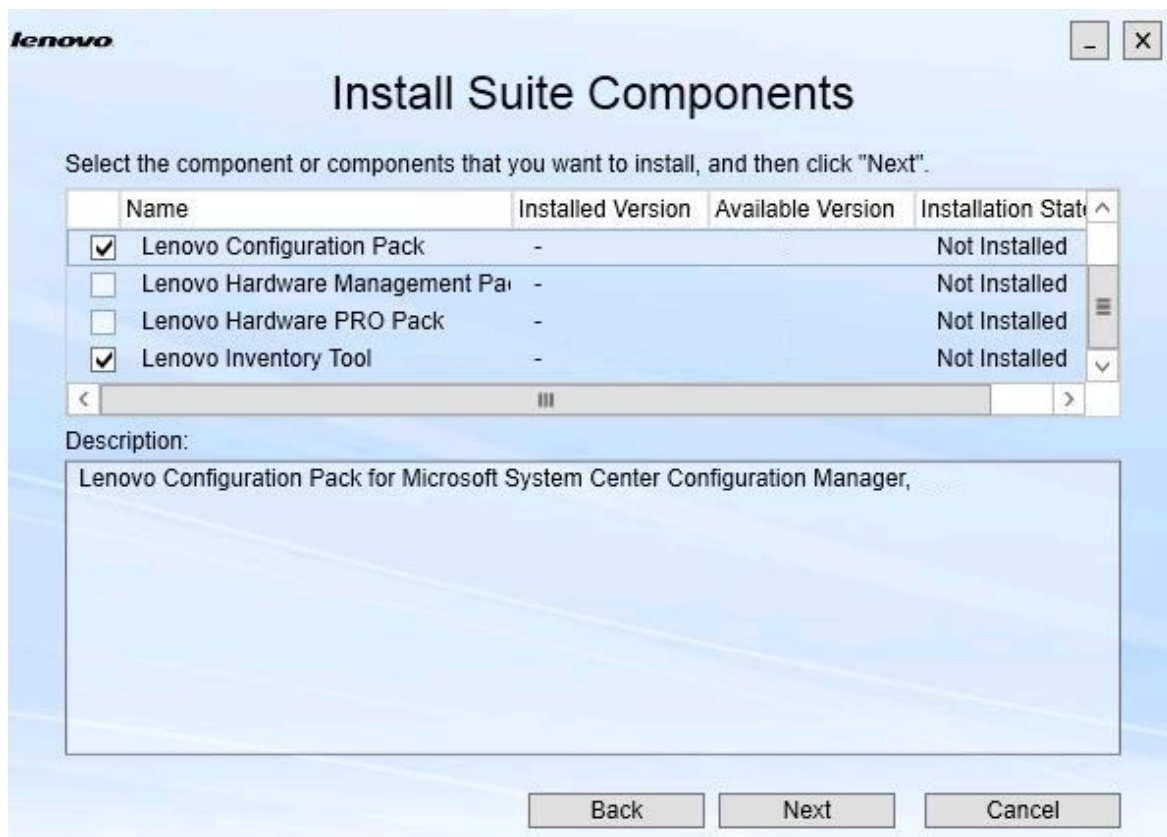 lenovo
Install Suite Components
Select the component or components that you want to install, and then click "Next".
Name Installed Version Available Version Installation State
Lenovo Configuration Pack - Not Installed
Lenovo Hardware Management Pac - Not Installed
Lenovo Hardware PRO Pack - Not Installed
Lenovo Inventory Tool - Not Installed
Description:
Lenovo Configuration Pack for Microsoft System Center Configuration Manager,
Back Next Cancel